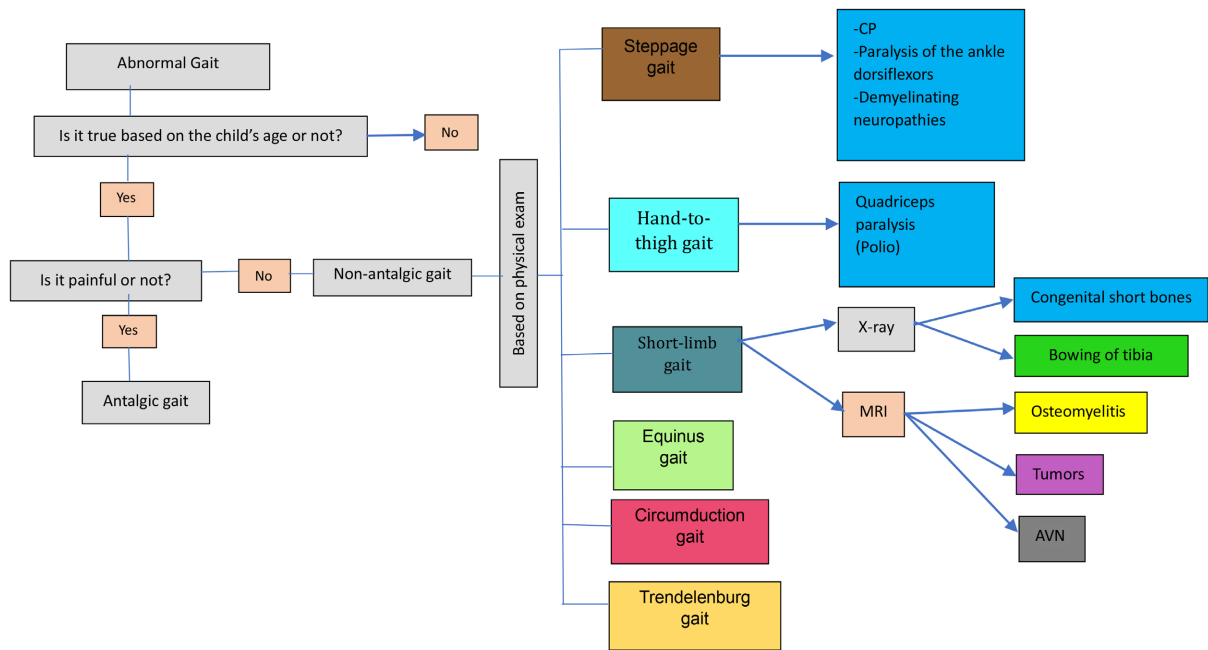 Abnormal Gait
Is it true based on the child’s age or not?
No
Yes
Is it painful or not?
No
Non-antalgic gait
Yes
Antalgic gait
Based on physical exam
Steppage
gait
-CP
-Paralysis of the ankle
dorsiflexors
-Demyelinating
neuropathies
Hand-to-
thigh gait
Quadriceps
paralysis
(Polio)
Short-limb
gait
X-ray
Congenital short bones
Bowing of tibia
MRI
Osteomyelitis
Tumors
AVN
Equinus
gait
Circumduction
gait
Trendelenburg
gait